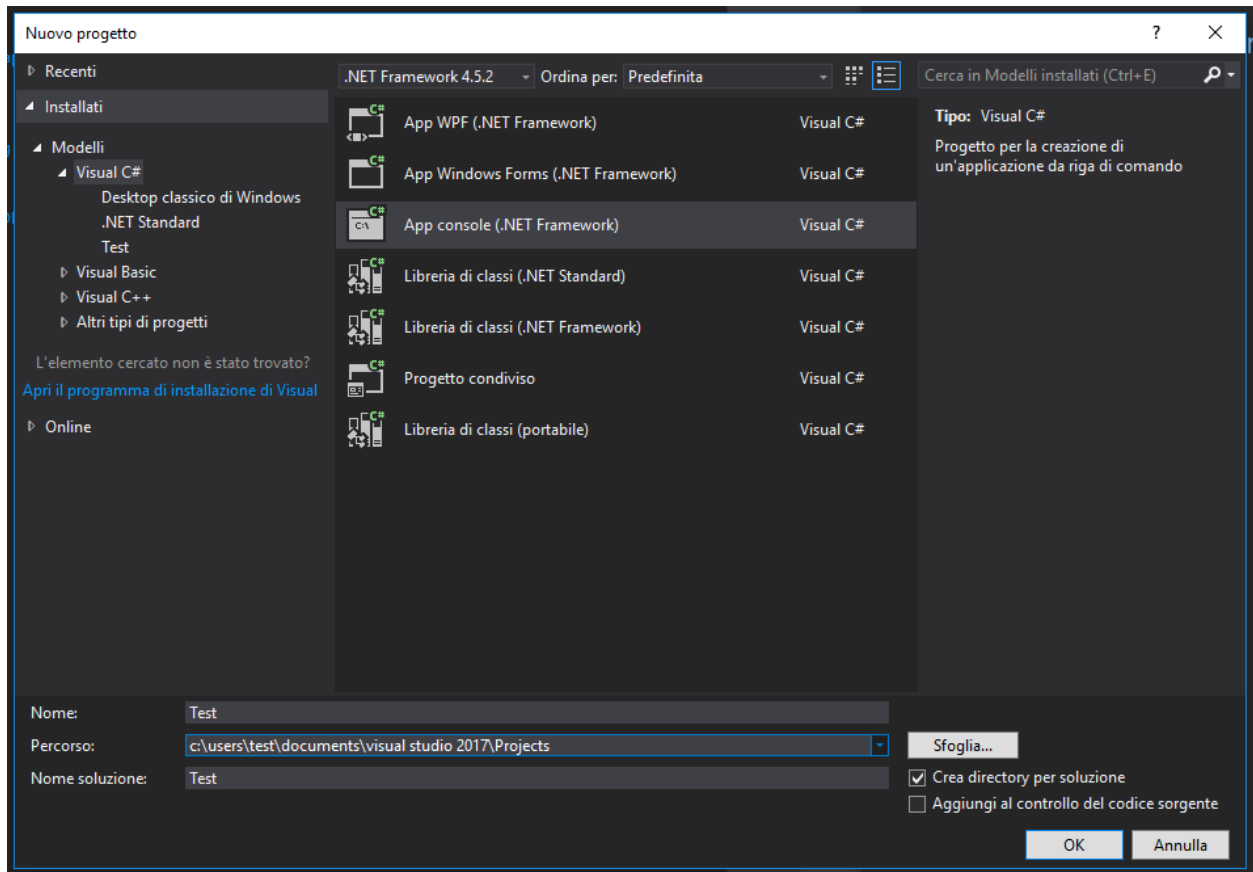 Nuovo progetto
?
Recenti
Installati
Modelli
Visual C#
Desktop classico di Windows
.NET Standard
Test
Visual Basic
Visual C++
Altri tipi di progetti
L'elemento cercato non è stato trovato?
Apri il programma di installazione di Visual
Online
.NET Framework 4.5.2 Ordina per: Predefinita
App WPF (.NET Framework) Visual C#
App Windows Forms (.NET Framework) Visual C#
App console (.NET Framework) Visual C#
Libreria di classi (.NET Standard) Visual C#
Libreria di classi (.NET Framework) Visual C#
Progetto condiviso Visual C#
Libreria di classi (portabile) Visual C#
Cerca in Modelli installati (Ctrl+E)
Tipo: Visual C#
Progetto per la creazione di
un'applicazione da riga di comando
Nome: Test
Percorso: c:\users\test\documents\visual studio 2017\Projects Sfoglia...
Nome soluzione: Test
Crea directory per soluzione
Aggiungi al controllo del codice sorgente
OK Annulla